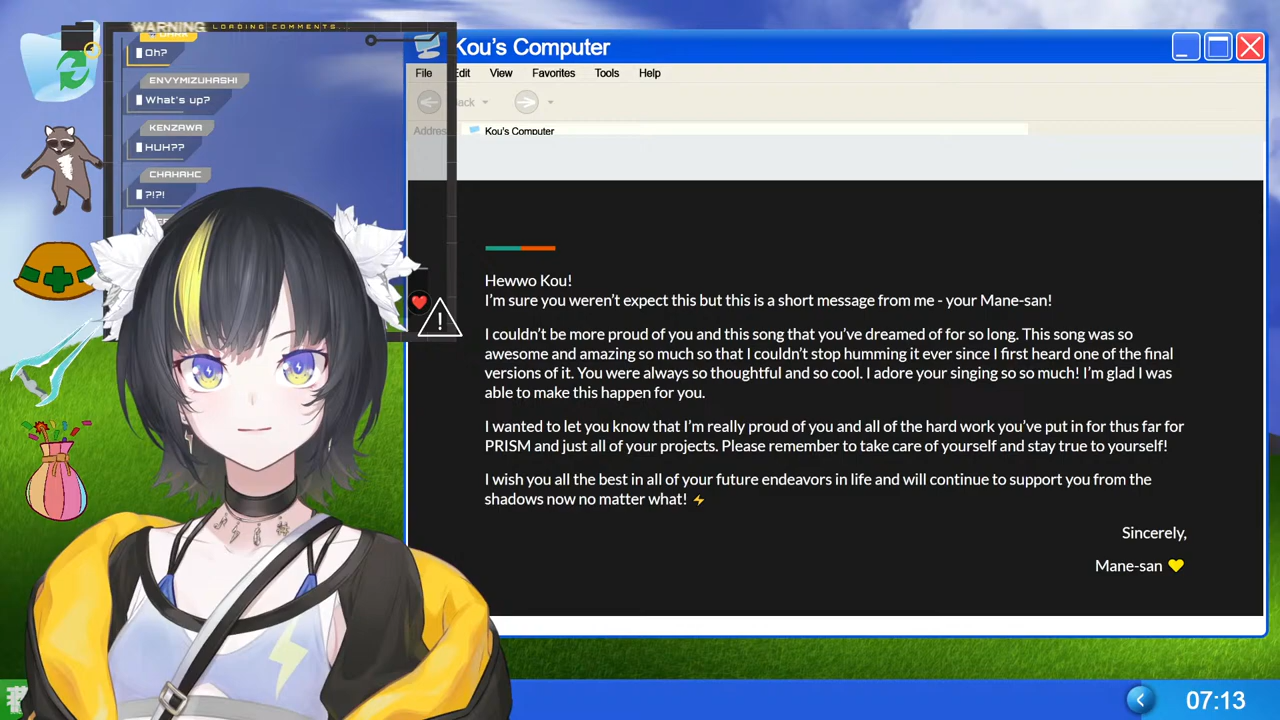 WARNING LOADING COMMENTS...
Oh?
ENVYMIZUHASHI
What's up?
KENZAWA
HUH??
CHAHAHC
?!?!
Kou's Computer
File Edit View Favorites Tools Help
Back
Address Kou's Computer
Hewwo Kou!
I'm sure you weren't expect this but this is a short message from me - your Mane-san!
I couldn't be more proud of you and this song that you've dreamed of for so long. This song was so
awesome and amazing so much so that I couldn't stop humming it ever since I first heard one of the final
versions of it. You were always so thoughtful and so cool. I adore your singing so so much! I'm glad I was
able to make this happen for you.
I wanted to let you know that I'm really proud of you and all of the hard work you've put in for thus far for
PRISM and just all of your projects. Please remember to take care of yourself and stay true to yourself!
I wish you all the best in all of your future endeavors in life and will continue to support you from the
shadows now no matter what! ⚡
Sincerely,
Mane-san 💛
07:13